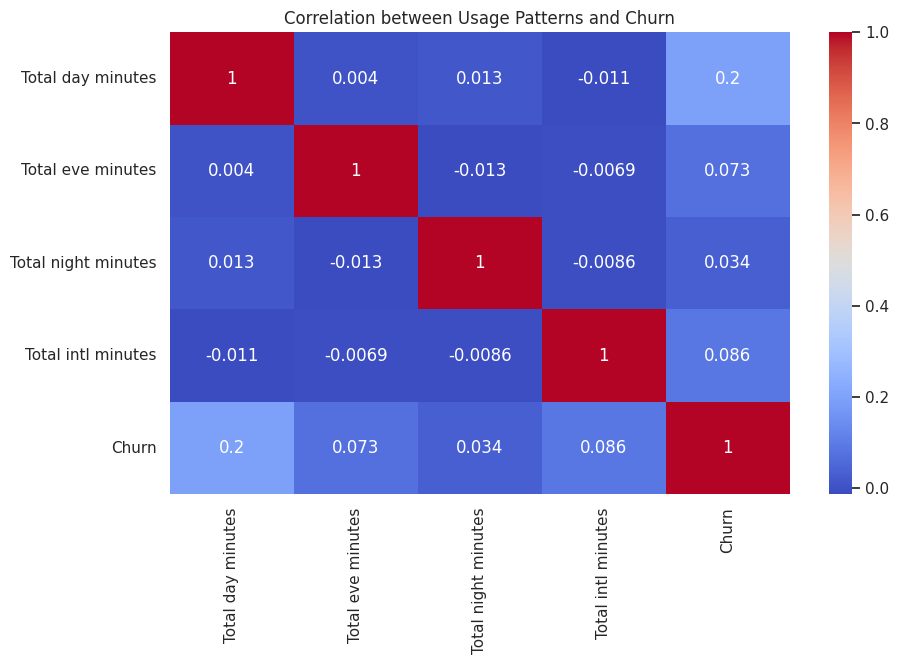 Correlation between Usage Patterns and Churn
Total day minutes
1
0.004
0.013
-0.011
0.2
Total eve minutes
0.004
1
-0.013
-0.0069
0.073
Total night minutes
0.013
-0.013
1
-0.0086
0.034
Total intl minutes
-0.011
-0.0069
-0.0086
1
0.086
Churn
0.2
0.073
0.034
0.086
1
Total day minutes
Total eve minutes
Total night minutes
Total intl minutes
Churn
1.0
0.8
0.6
0.4
0.2
0.0